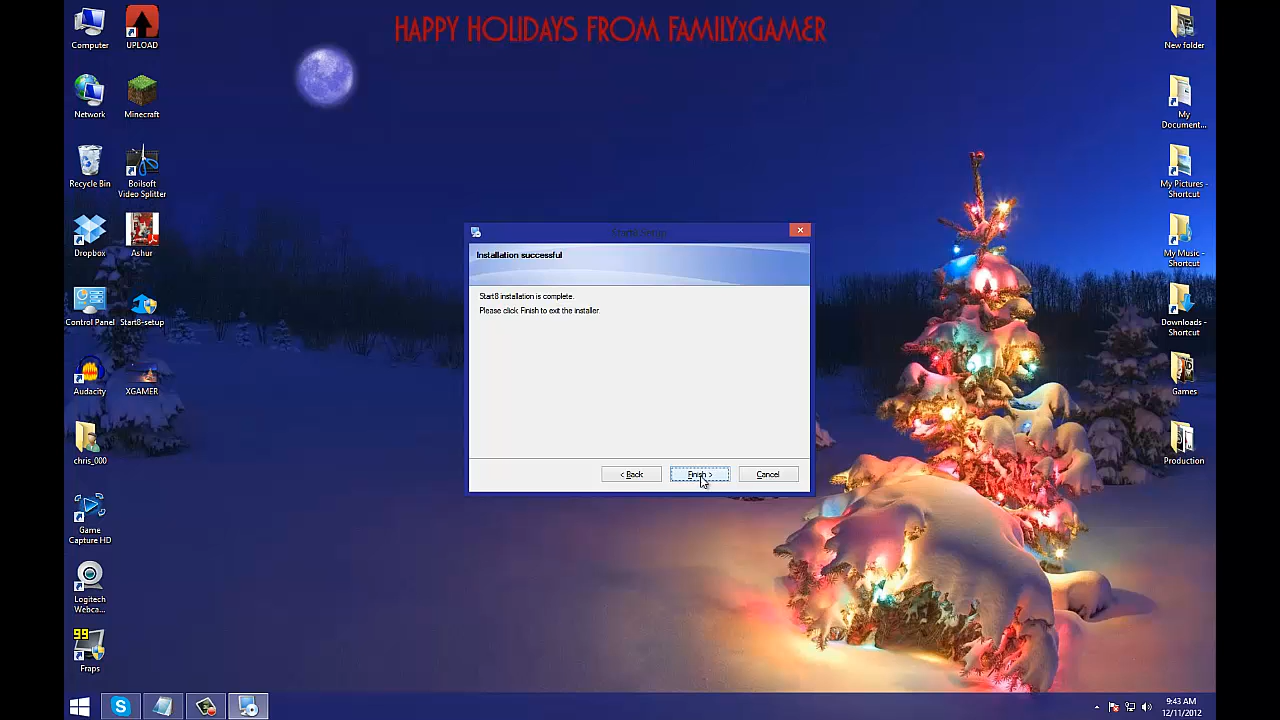 HAPPY HOLIDAYS FROM FAMILYXGAMER
Computer
UPLOAD
New folder
Network
Minecraft
My
Document...
Recycle Bin
Boilsoft
Video Splitter
My Pictures -
Shortcut
Dropbox
Ashur
My Music -
Shortcut
Start8 Setup
Installation successful
Start8 installation is complete.
Please click Finish to exit the installer.
Control Panel
Start8-setup
Downloads -
Shortcut
Audacity
XGAMER
Games
chris_000
Production
< Back
Finish >
Cancel
Game
Capture HD
Logitech
Webca...
99
Fraps
9:43 AM
12/11/2012